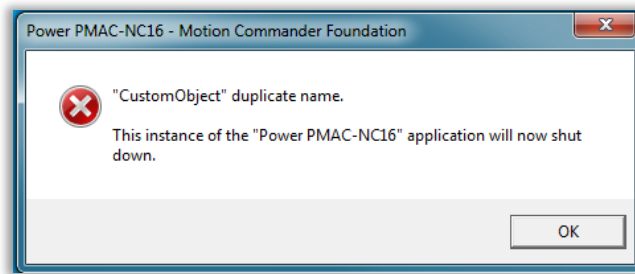 Power PMAC-NC16 - Motion Commander Foundation
"CustomObject" duplicate name.
This instance of the "Power PMAC-NC16" application will now shut
down.
OK